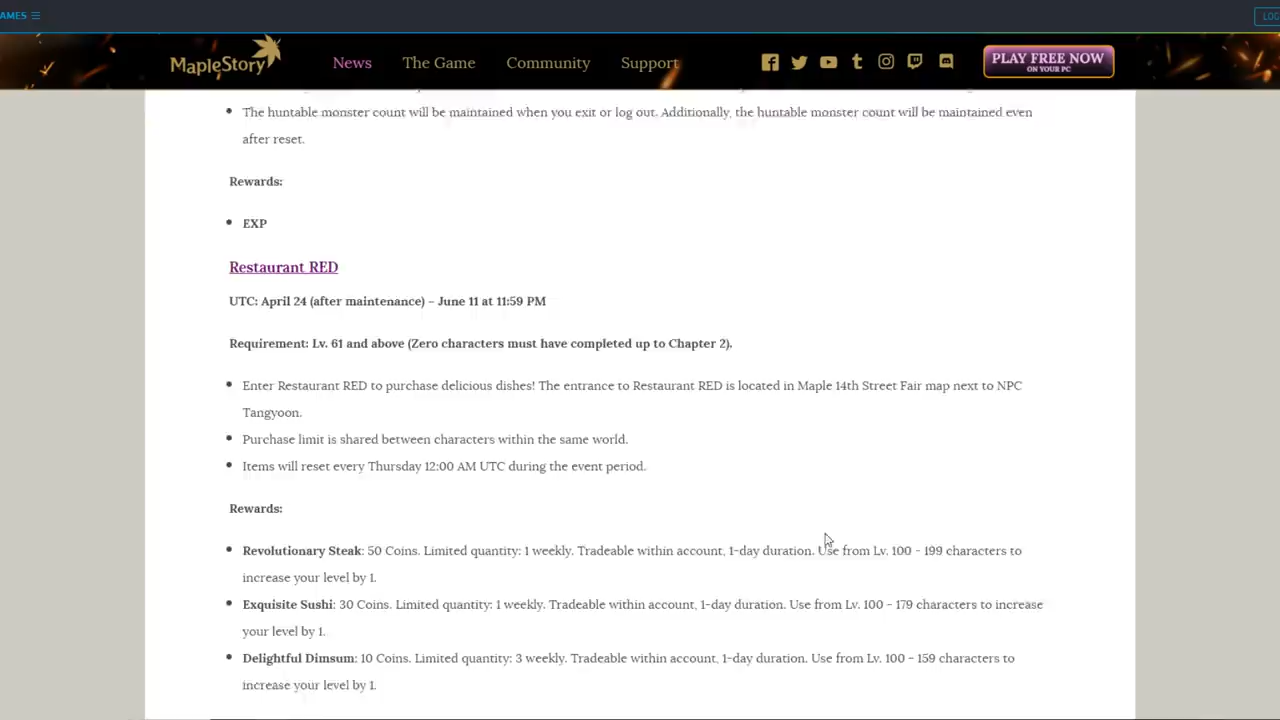 AMES
LOG
MapleStory
News
The Game
Community
Support
PLAY FREE NOW
ON YOUR PC
The huntable monster count will be maintained when you exit or log out. Additionally, the huntable monster count will be maintained even
after reset.
Rewards:
EXP
Restaurant RED
UTC: April 24 (after maintenance) – June 11 at 11:59 PM
Requirement: Lv. 61 and above (Zero characters must have completed up to Chapter 2).
Enter Restaurant RED to purchase delicious dishes! The entrance to Restaurant RED is located in Maple 14th Street Fair map next to NPC
Tangyoon.
Purchase limit is shared between characters within the same world.
Items will reset every Thursday 12:00 AM UTC during the event period.
Rewards:
Revolutionary Steak: 50 Coins. Limited quantity: 1 weekly. Tradeable within account, 1-day duration. Use from Lv. 100 - 199 characters to
increase your level by 1.
Exquisite Sushi: 30 Coins. Limited quantity: 1 weekly. Tradeable within account, 1-day duration. Use from Lv. 100 - 179 characters to increase
your level by 1.
Delightful Dimsum: 10 Coins. Limited quantity: 3 weekly. Tradeable within account, 1-day duration. Use from Lv. 100 - 159 characters to
increase your level by 1.